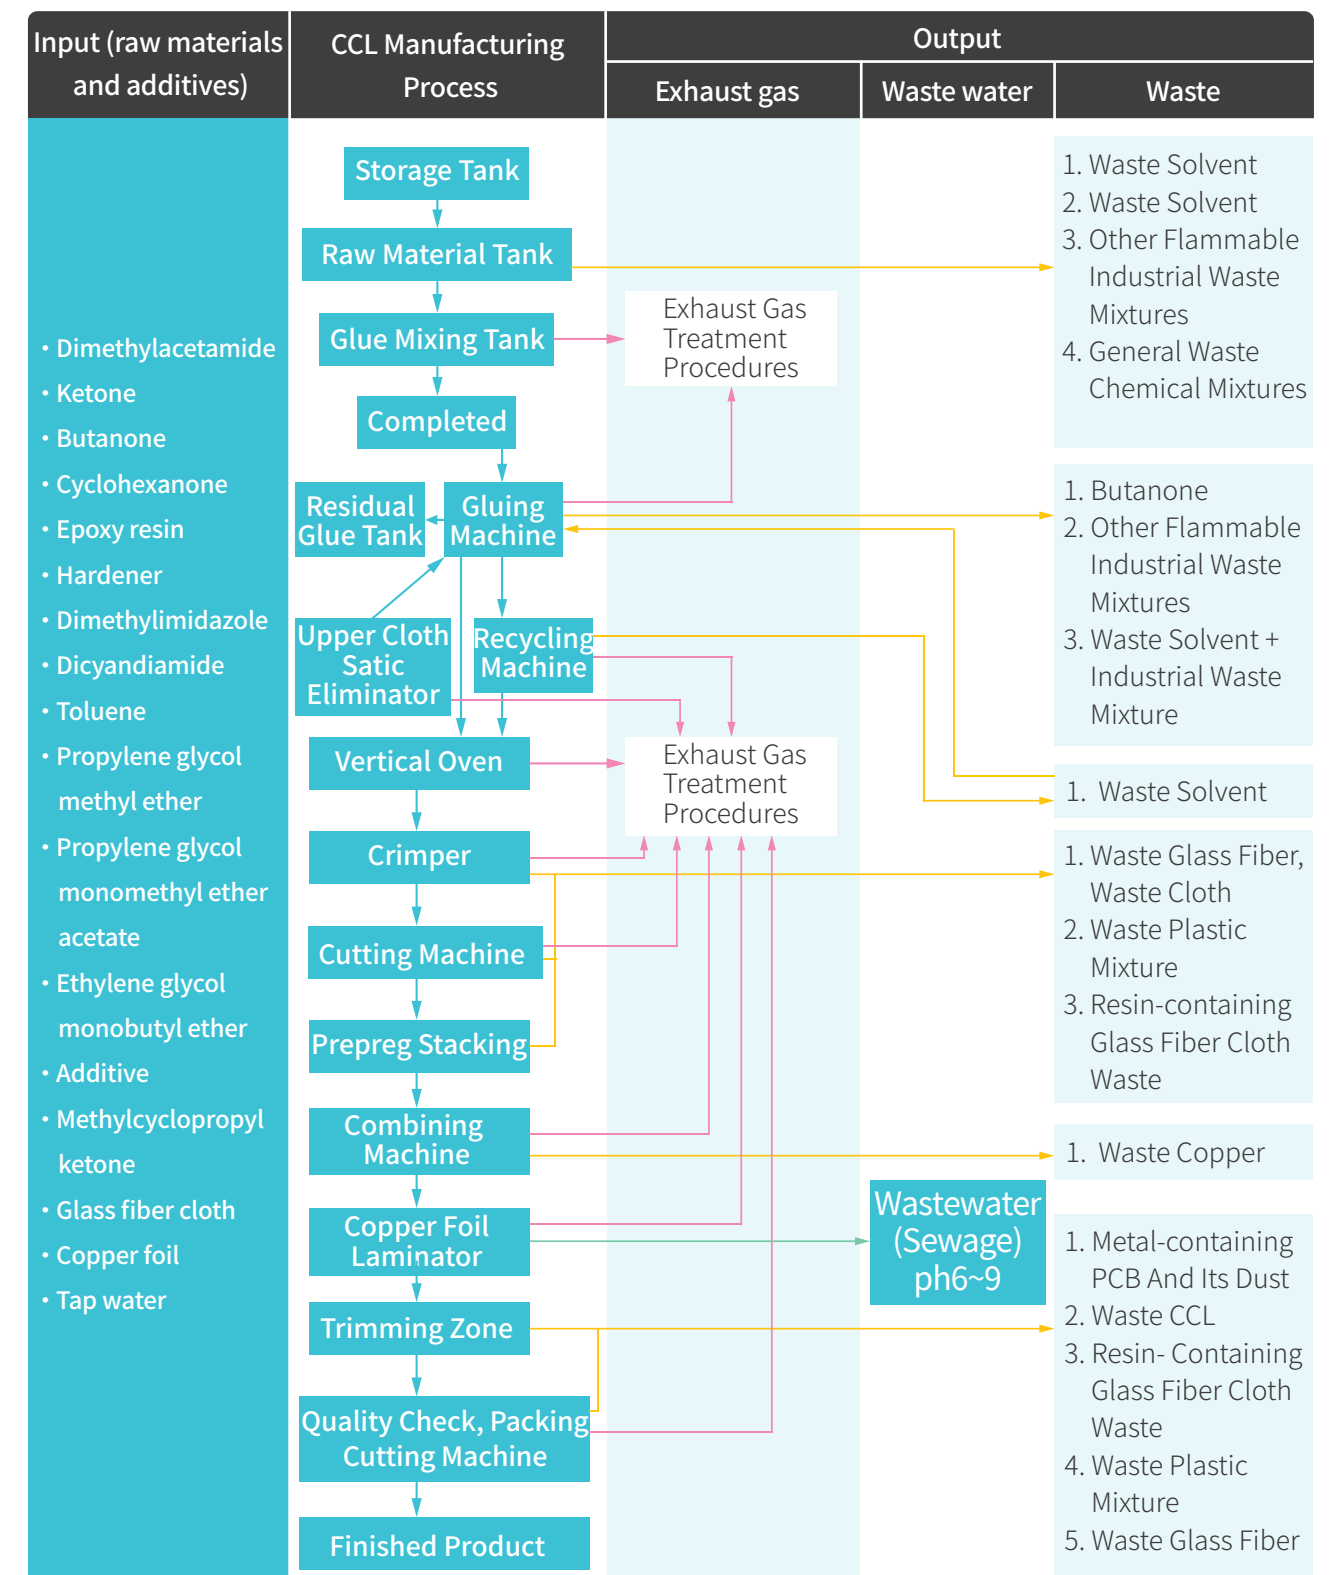 Input (raw materials
and additives)
CCL Manufacturing
Process
Output
Exhaust gas
Waste water
Waste
• Dimethylacetamide
• Ketone
• Butanone
• Cyclohexanone
• Epoxy resin
• Hardener
• Dimethylimidazole
• Dicyandiamide
• Toluene
• Propylene glycol
methyl ether
• Propylene glycol
monomethyl ether
acetate
• Ethylene glycol
monobutyl ether
• Additive
• Methylcyclopropyl
ketone
• Glass fiber cloth
• Copper foil
• Tap water
Storage Tank
Raw Material Tank
Glue Mixing Tank
Completed
Residual
Glue Tank
Gluing
Machine
Upper Cloth
Satic
Eliminator
Recycling
Machine
Vertical Oven
Crimper
Cutting Machine
Prepreg Stacking
Combining
Machine
Copper Foil
Laminator
Trimming Zone
Quality Check, Packing
Cutting Machine
Finished Product
Exhaust Gas
Treatment
Procedures
Exhaust Gas
Treatment
Procedures
Wastewater
(Sewage)
ph6~9
1. Waste Solvent
2. Waste Solvent
3. Other Flammable
Industrial Waste
Mixtures
4. General Waste
Chemical Mixtures
1. Butanone
2. Other Flammable
Industrial Waste
Mixtures
3. Waste Solvent +
Industrial Waste
Mixture
1. Waste Solvent
1. Waste Glass Fiber,
Waste Cloth
2. Waste Plastic
Mixture
3. Resin-containing
Glass Fiber Cloth
Waste
1. Waste Copper
1. Metal-containing
PCB And Its Dust
2. Waste CCL
3. Resin- Containing
Glass Fiber Cloth
Waste
4. Waste Plastic
Mixture
5. Waste Glass Fiber